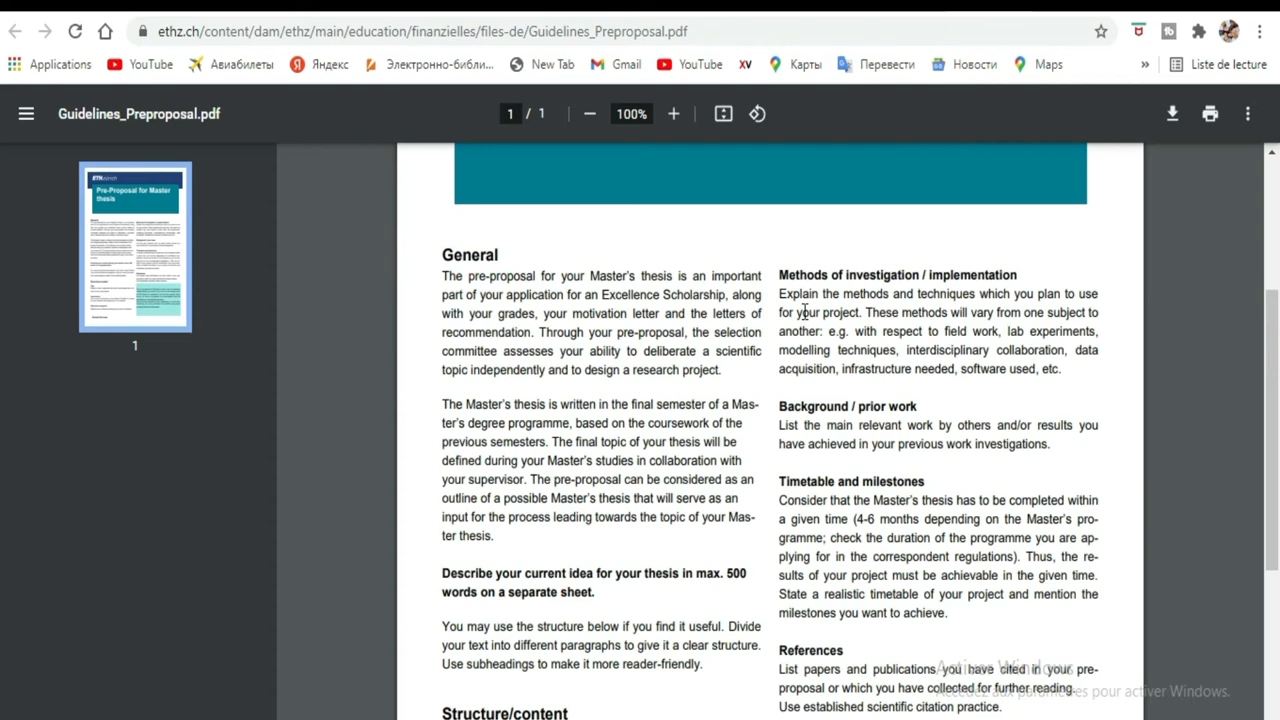 ethz.ch/content/dam/ethz/main/education/finanzielles/files-de/Guidelines_Preproposal.pdf
Applications
YouTube
Авиабилеты
Яндекс
Электронно-библи...
New Tab
Gmail
YouTube
XV
Карты
Перевести
Новости
Maps
»
Liste de lecture
Guidelines_Preproposal.pdf
1 / 1
100%
ETH zürich
Pre-Proposal for Master
thesis
1
General
The pre-proposal for your Master's thesis is an important
part of your application for an Excellence Scholarship, along
with your grades, your motivation letter and the letters of
recommendation. Through your pre-proposal, the selection
committee assesses your ability to deliberate a scientific
topic independently and to design a research project.
The Master's thesis is written in the final semester of a Mas-
ter's degree programme, based on the coursework of the
previous semesters. The final topic of your thesis will be
defined during your Master's studies in collaboration with
your supervisor. The pre-proposal can be considered as an
outline of a possible Master's thesis that will serve as an
input for the process leading towards the topic of your Mas-
ter thesis.
Describe your current idea for your thesis in max. 500
words on a separate sheet.
You may use the structure below if you find it useful. Divide
your text into different paragraphs to give it a clear structure.
Use subheadings to make it more reader-friendly.
Structure/content
Methods of investigation / implementation
Explain the methods and techniques which you plan to use
for your project. These methods will vary from one subject to
another: e.g. with respect to field work, lab experiments,
modelling techniques, interdisciplinary collaboration, data
acquisition, infrastructure needed, software used, etc.
Background / prior work
List the main relevant work by others and/or results you
have achieved in your previous work investigations.
Timetable and milestones
Consider that the Master's thesis has to be completed within
a given time (4-6 months depending on the Master's pro-
gramme; check the duration of the programme you are ap-
plying for in the correspondent regulations). Thus, the re-
sults of your project must be achievable in the given time.
State a realistic timetable of your project and mention the
milestones you want to achieve.
References
List papers and publications you have cited in your pre-
proposal or which you have collected for further reading.
Use established scientific citation practice.
Activer Windows
Accédez aux paramètres pour activer Windows.